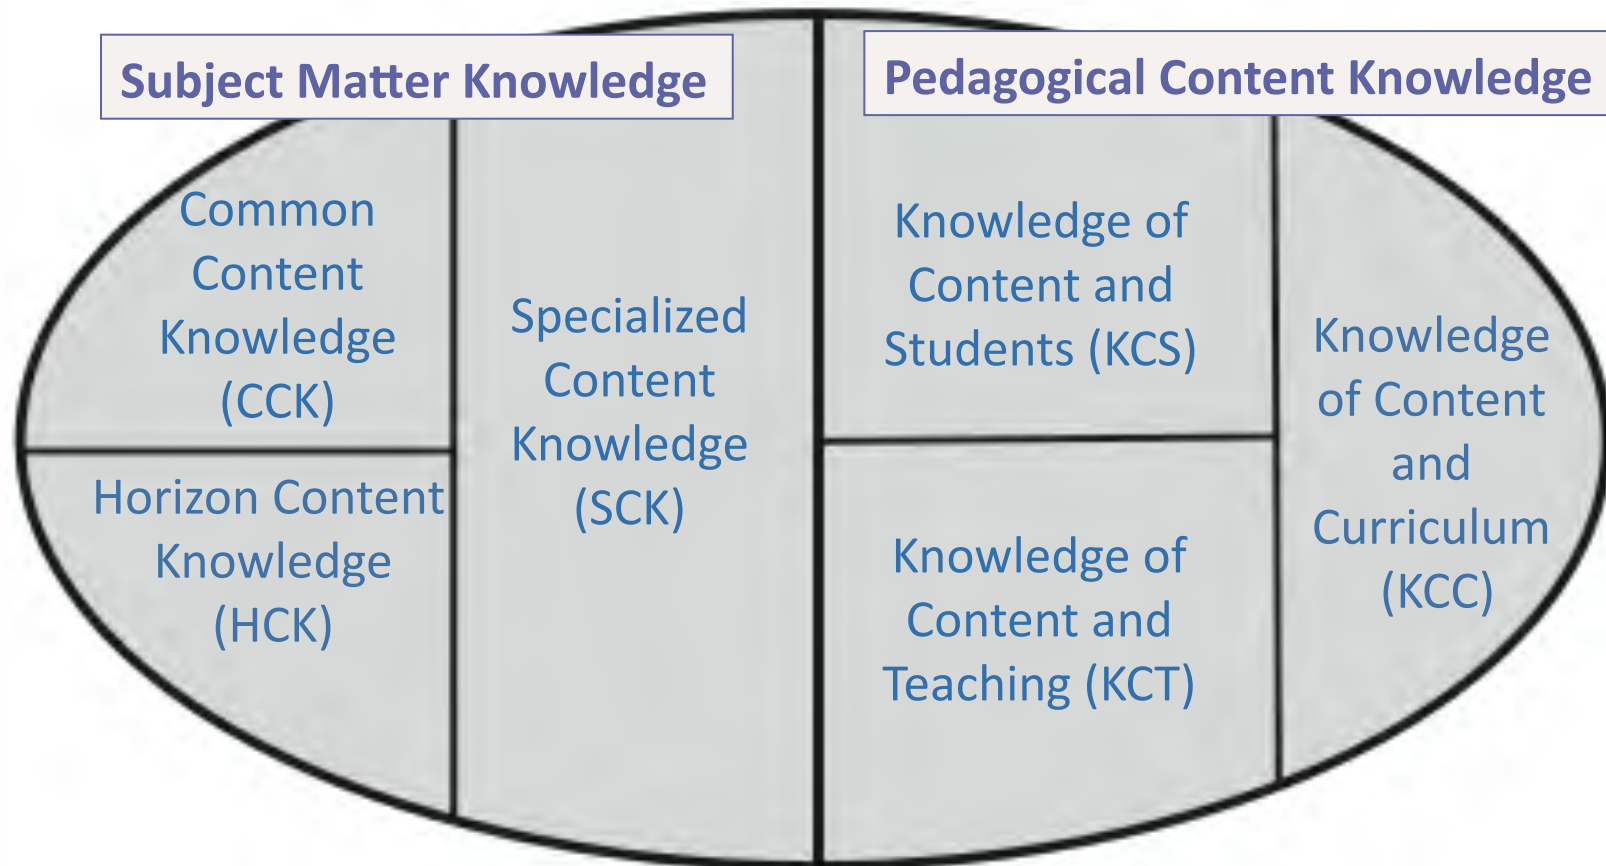 Subject Matter Knowledge
Pedagogical Content Knowledge
Common
Content
Knowledge
(CCK)
Horizon Content
Knowledge
(HCK)
Specialized
Content
Knowledge
(SCK)
Knowledge of
Content and
Students (KCS)
Knowledge of
Content and
Teaching (KCT)
Knowledge
of Content
and
Curriculum
(KCC)